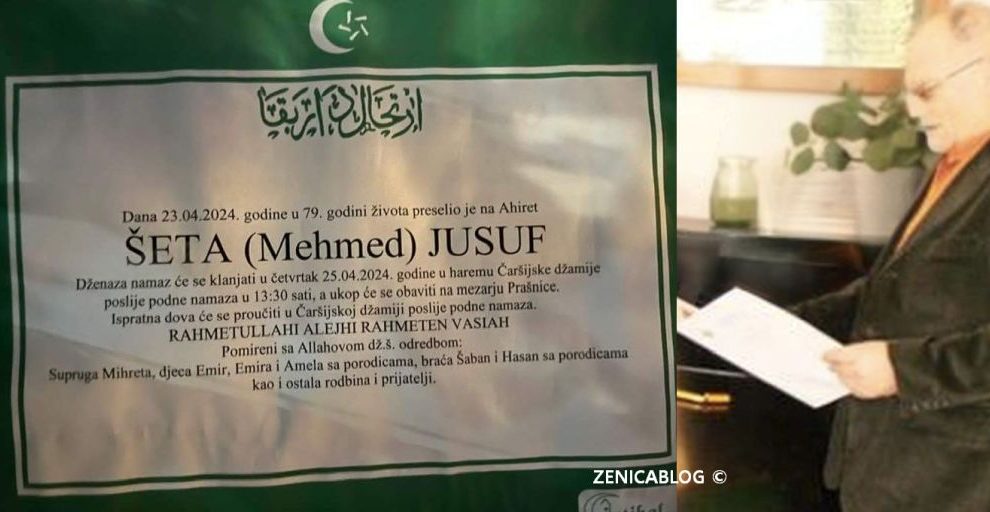 ارتحال دار بقا
Dana 23.04.2024. godine u 79. godini života preselio je na Ahiret
ŠETA (Mehmed) JUSUF
Dženaza namaz će se klanjati u četvrtak 25.04.2024. godine u haremu Čaršijske džamije
poslije podne namaza u 13:30 sati, a ukop će se obaviti na mezarju Prašnice.
Ispratna dova će se proučiti u Čaršijskoj džamiji poslije podne namaza.
RAHMETULLAHI ALEJHI RAHMETEN VASIAH
Pomireni sa Allahovom dž.š. odredbom:
Supruga Mihreta, djeca Emir, Emira i Amela sa porodicama, braća Šaban i Hasan sa porodicama
kao i ostala rodbina i prijatelji.
ZENICABLOG ©